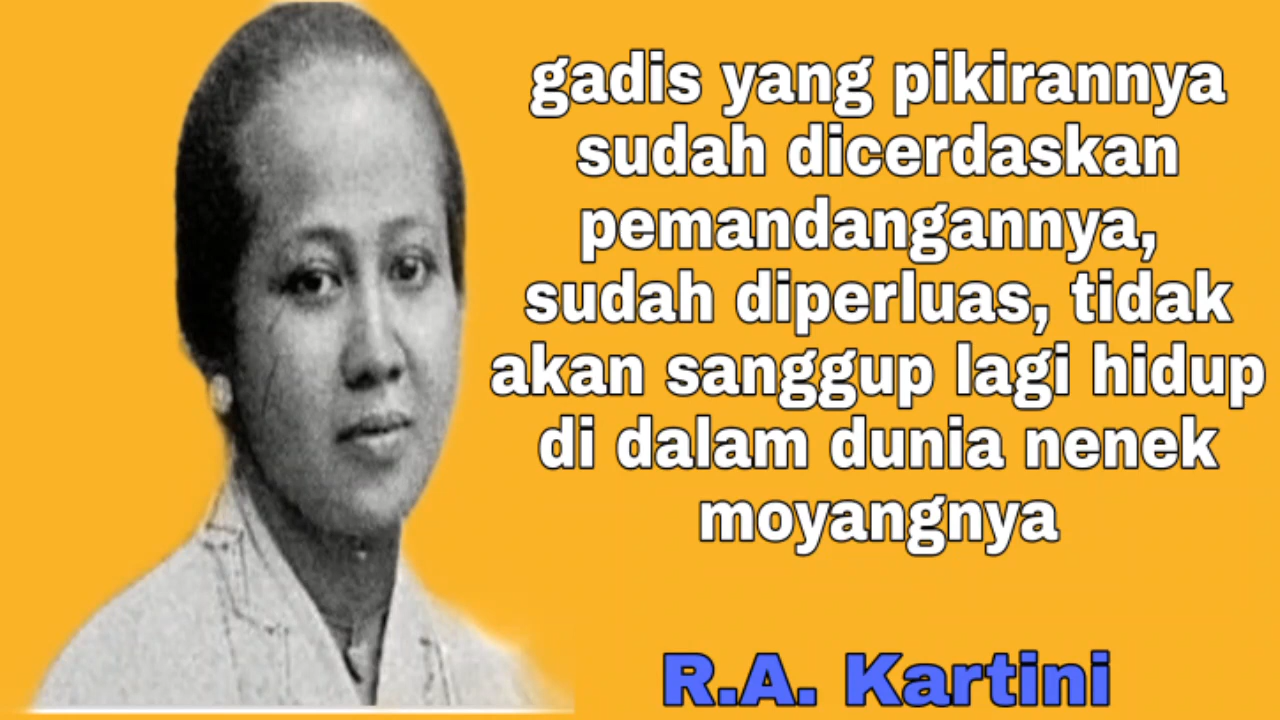 gadis yang pikirannya
sudah dicerdaskan
pemandangannya,
sudah diperluas, tidak
akan sanggup lagi hidup
di dalam dunia nenek
moyangnya
R.A. Kartini